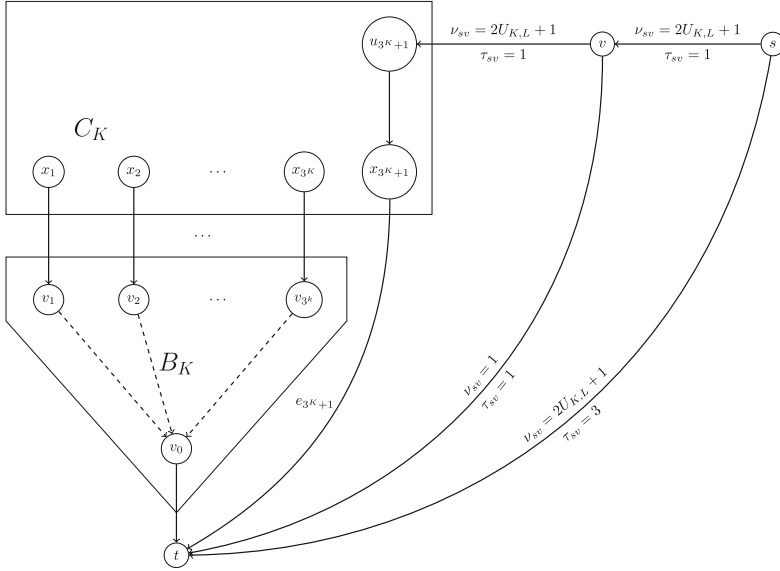 u_{3^K+1}
ν_{sv} = 2U_{K,L} + 1
τ_{sv} = 1
v
ν_{sv} = 2U_{K,L} + 1
τ_{sv} = 1
s
C_K
x_1
x_2
...
x_{3^K}
x_{3^K+1}
...
v_1
v_2
...
v_{3^k}
B_K
ν_{sv} = 1
τ_{sv} = 1
e_{3^K+1}
ν_{sv} = 2U_{K,L} + 1
τ_{sv} = 3
v_0
t